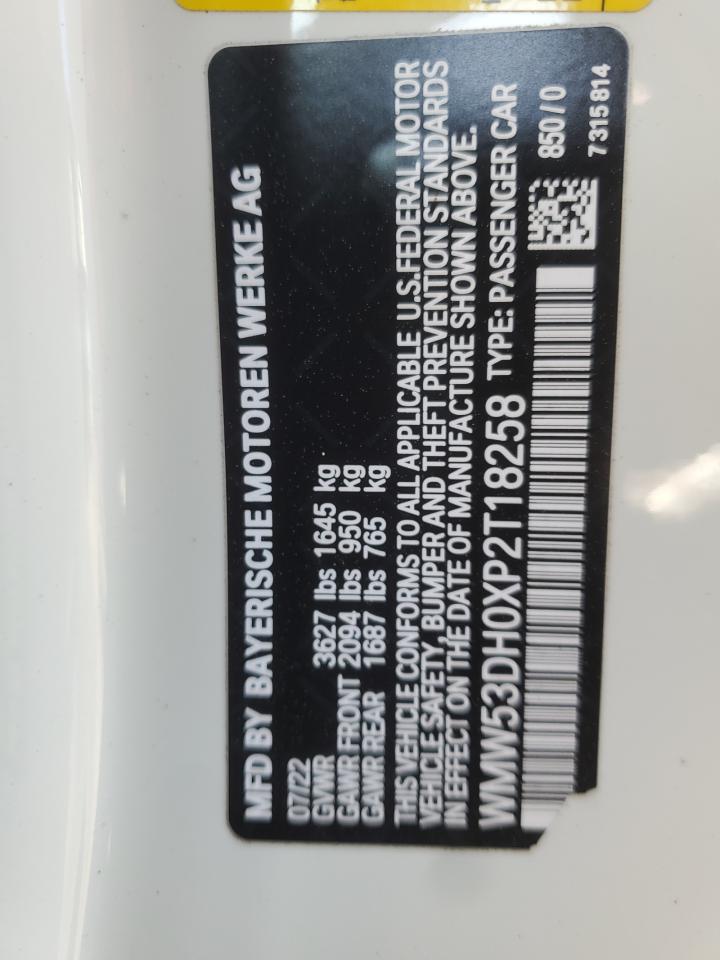 MFD BY BAYERISCHE MOTOREN WERKE AG
07/22
GVWR 3627 lbs 1645 kg
GAWR FRONT 2094 lbs 950 kg
GAWR REAR 1687 lbs 765 kg
THIS VEHICLE CONFORMS TO ALL APPLICABLE U.S.FEDERAL MOTOR
VEHICLE SAFETY, BUMPER AND THEFT PREVENTION STANDARDS
IN EFFECT ON THE DATE OF MANUFACTURE SHOWN ABOVE.
WMW53DH0XP2T18258 TYPE: PASSENGER CAR
850/0
7315814